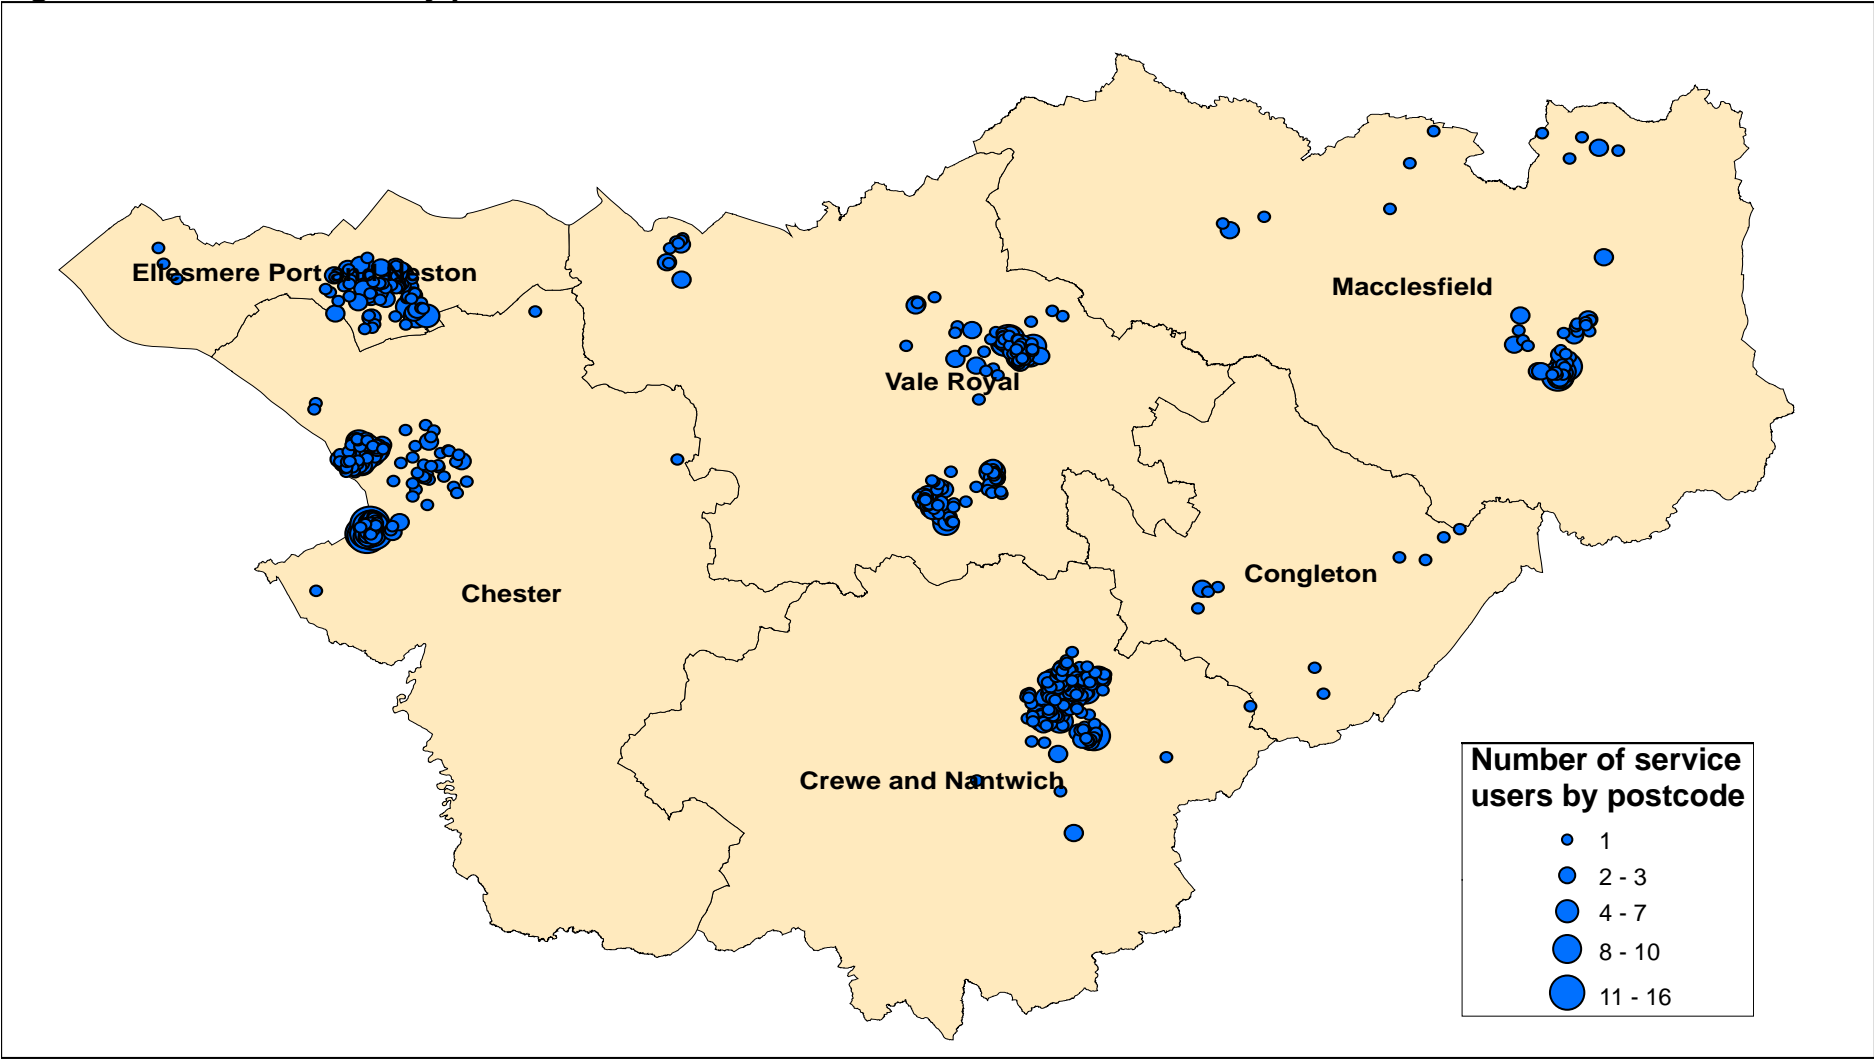 Ellesmere Port and Neston
Macclesfield
Vale Royal
Congleton
Chester
Crewe and Nantwich
Number of service
users by postcode
1
2 - 3
4 - 7
8 - 10
11 - 16